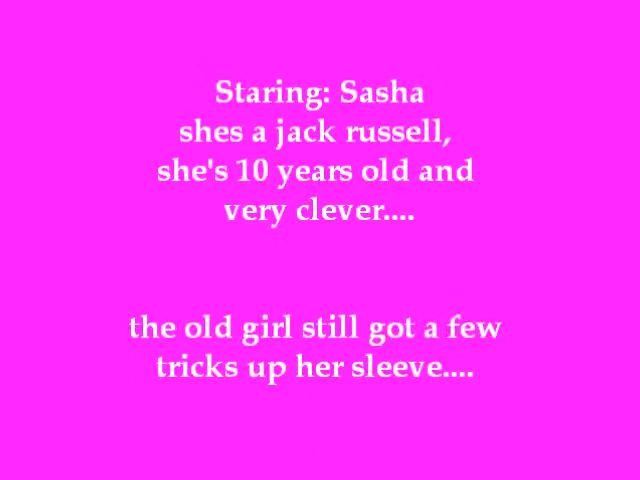 Staring: Sasha
shes a jack russell,
she's 10 years old and
very clever....
the old girl still got a few
tricks up her sleeve....